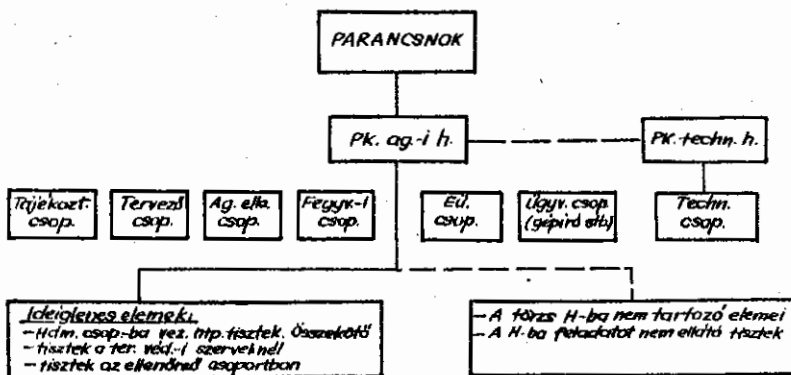 PARANCSNOK
Pk. ag.-i h.
Pk. techn. h.
Tájékozt. csop.
Tervező csop.
Ag. ella. csop.
Fegyv.-i csop.
Eü. csop.
Ügyv. csop. (gépíró stb)
Techn. csop.
Ideigleves elemek:
– Hdm. csop.-ba vez. htp. tisztek. Összekötő
– tisztek a ter. véd.-i szerveknél
– tisztek az ellenőrző csoportban
– A törzs H-ba nem tartozó elemei
– A H-ba feladatot nem ellátó tisztek